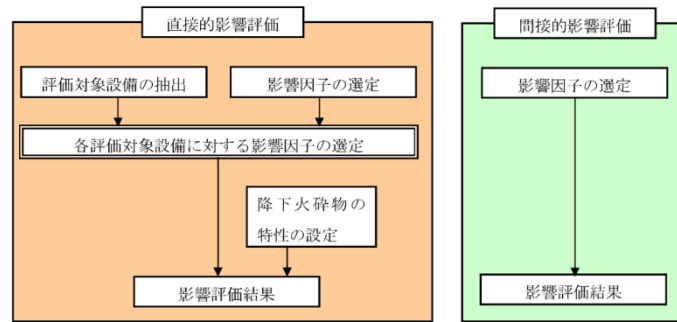 直接的影響評価
評価対象設備の抽出
影響因子の選定
各評価対象設備に対する影響因子の選定
降下火砕物の
特性の設定
影響評価結果
間接的影響評価
影響因子の選定
影響評価結果